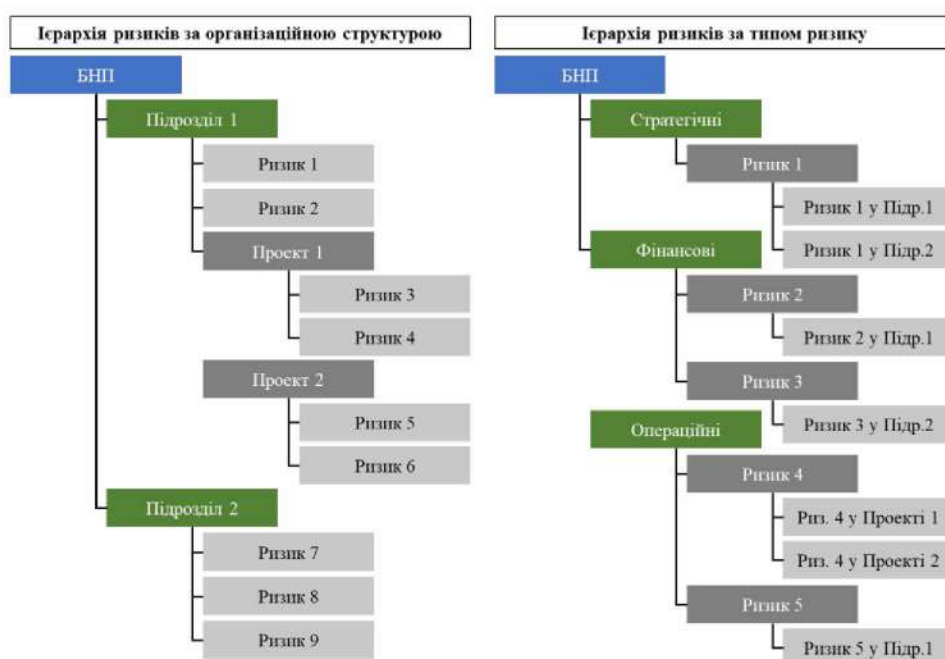 Ієрархія ризиків за організаційною структурою
БНП
Підрозділ 1
Ризик 1
Ризик 2
Проект 1
Ризик 3
Ризик 4
Проект 2
Ризик 5
Ризик 6
Підрозділ 2
Ризик 7
Ризик 8
Ризик 9
Ієрархія ризиків за типом ризику
БНП
Стратегічні
Ризик 1
Ризик 1 у Підр.1
Ризик 1 у Підр.2
Фінансові
Ризик 2
Ризик 2 у Підр.1
Ризик 3
Ризик 3 у Підр.2
Операційні
Ризик 4
Риз. 4 у Проекті 1
Риз. 4 у Проекті 2
Ризик 5
Ризик 5 у Підр.1